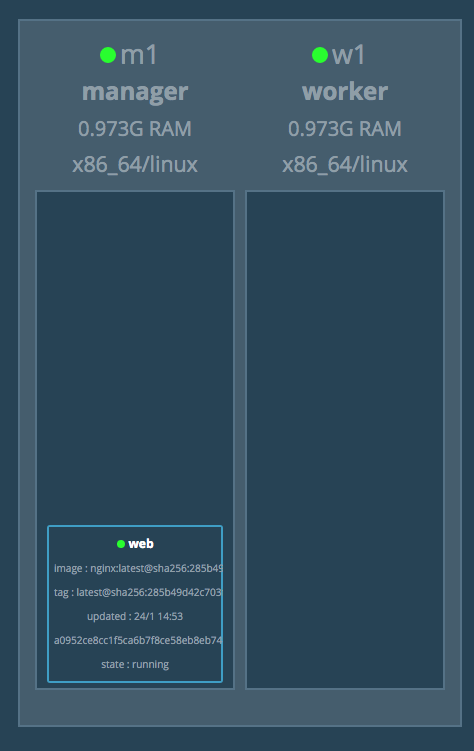 m1
manager
0.973G RAM
x86_64/linux
web
image : nginx:latest@sha256:285b49
tag : latest@sha256:285b49d42c703
updated : 24/1 14:53
a0952ce8cc1f5ca6b7f8ce58eb8eb74
state : running
w1
worker
0.973G RAM
x86_64/linux